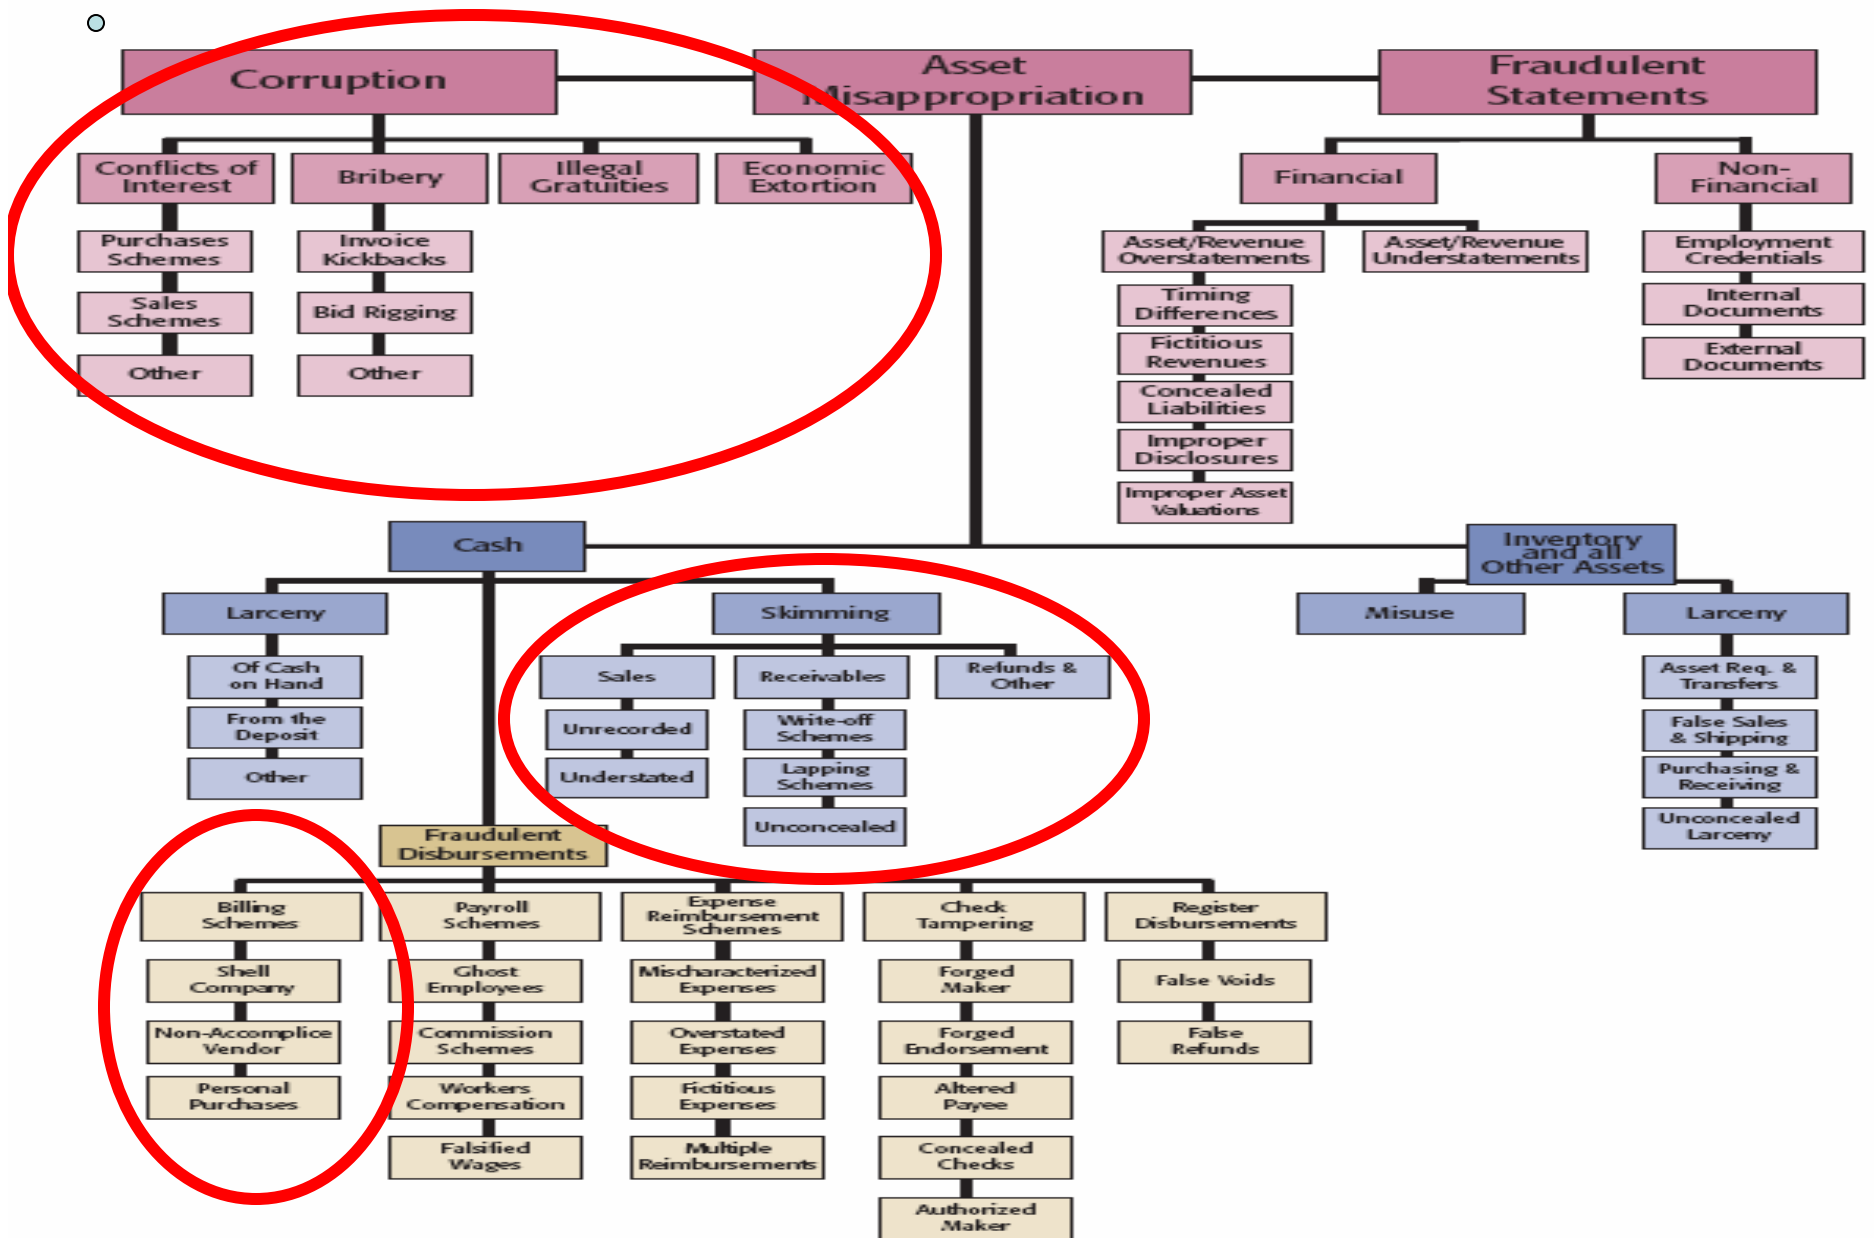 Corruption
Asset
Misappropriation
Fraudulent
Statements
Conflicts of
Interest
Bribery
Illegal
Gratuities
Economic
Extortion
Financial
Non-
Financial
Purchases
Schemes
Sales
Schemes
Other
Invoice
Kickbacks
Bid Rigging
Other
Asset/Revenue
Overstatements
Asset/Revenue
Understatements
Timing
Differences
Fictitious
Revenues
Concealed
Liabilities
Improper
Disclosures
Improper Asset
Valuations
Employment
Credentials
Internal
Documents
External
Documents
Cash
Inventory
and all
Other Assets
Larceny
Skimming
Misuse
Larceny
Of Cash
on Hand
From the
Deposit
Other
Sales
Unrecorded
Understated
Receivables
Write-off
Schemes
Lapping
Schemes
Unconcealed
Refunds &
Other
Asset Req. &
Transfers
False Sales
& Shipping
Purchasing &
Receiving
Unconcealed
Larceny
Fraudulent
Disbursements
Billing
Schemes
Shell
Company
Non-Accomplice
Vendor
Personal
Purchases
Payroll
Schemes
Ghost
Employees
Commission
Schemes
Workers
Compensation
Falsified
Wages
Expense
Reimbursement
Schemes
Mischaracterized
Expenses
Overstated
Expenses
Fictitious
Expenses
Multiple
Reimbursements
Check
Tampering
Forged
Maker
Forged
Endorsement
Altered
Payee
Concealed
Checks
Authorized
Maker
Register
Disbursements
False Voids
False
Refunds